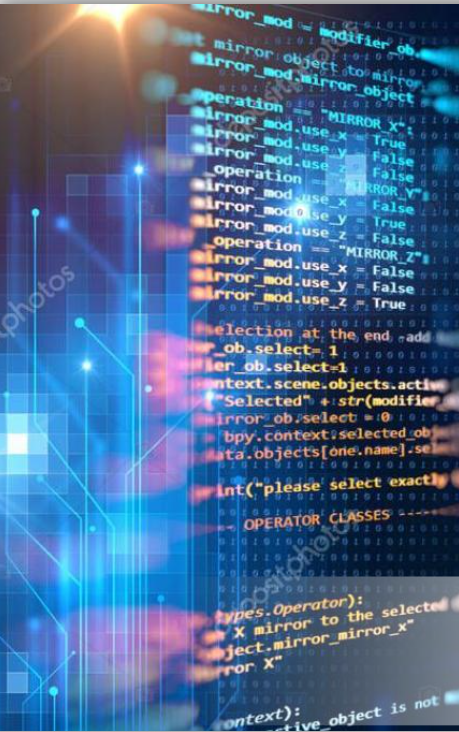 mirror_mod = modifier_ob.
set mirror object to mirror
mirror_mod.mirror_object
operation == "MIRROR_X":
mirror_mod.use_x = True
mirror_mod.use_y = False
mirror_mod.use_z = False
_operation == "MIRROR_Y":
mirror_mod.use_x = False
mirror_mod.use_y = True
mirror_mod.use_z = False
_operation == "MIRROR_Z":
mirror_mod.use_x = False
mirror_mod.use_y = False
mirror_mod.use_z = True
selection at the end -add
_ob.select= 1
er_ob.select=1
ntext.scene.objects.active
"Selected" + str(modifier
irror_ob.select = 0
bpy.context.selected_ob
ata.objects[one.name].sel
int("please select exactly
-- OPERATOR CLASSES ----
types.Operator):
X mirror to the selected
ject.mirror_mirror_x"
ror X"
ontext):
ctive_object is not